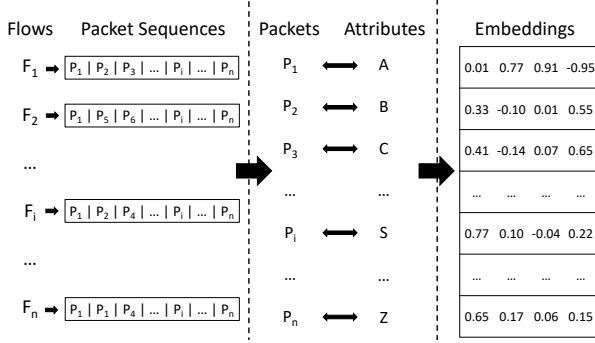 Flows Packet Sequences Packets Attributes Embeddings
F1 P1 | P2 | P3 | ... | Pi | ... | Pn P1 A 0.01 0.77 0.91 -0.95
F2 P1 | P5 | P6 | ... | Pi | ... | Pn P2 B 0.33 -0.10 0.01 0.55
... P3 C 0.41 -0.14 0.07 0.65
Fi P1 | P2 | P4 | ... | Pi | ... | Pn ... ... ... ... ... ...
... Pi S 0.77 0.10 -0.04 0.22
... ... ... ... ... ...
Fn P1 | P1 | P4 | ... | Pi | ... | Pn Pn Z 0.65 0.17 0.06 0.15